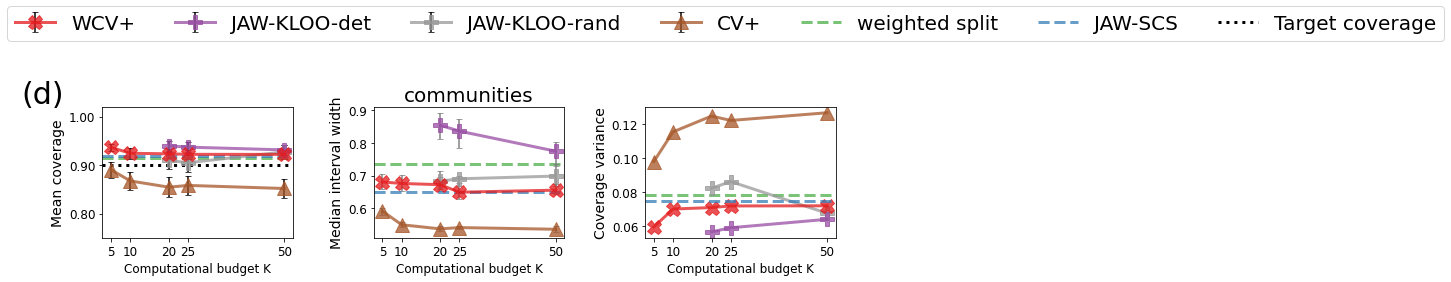 WCV+ JAW-KLOO-det JAW-KLOO-rand CV+ weighted split JAW-SCS Target coverage
(d)
communities
Mean coverage
1.00
0.90
0.80
5 10 20 25 50
Computational budget K
Median interval width
0.9
0.8
0.7
0.6
5 10 20 25 50
Computational budget K
Coverage variance
0.12
0.10
0.08
0.06
5 10 20 25 50
Computational budget K